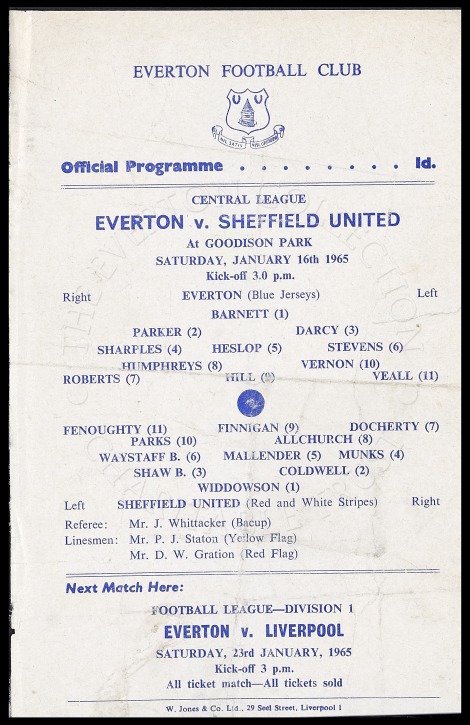 EVERTON FOOTBALL CLUB
NIL SATIS NISI OPTIMUM
Official Programme . . . . . . . . 1d.
CENTRAL LEAGUE
EVERTON v. SHEFFIELD UNITED
At GOODISON PARK
SATURDAY, JANUARY 16th 1965
Kick-off 3.0 p.m.
Right EVERTON (Blue Jerseys) Left
BARNETT (1)
PARKER (2) DARCY (3)
SHARPLES (4) HESLOP (5) STEVENS (6)
HUMPHREYS (8) VERNON (10)
ROBERTS (7) HILL (9) VEALL (11)
FENOUGHTY (11) FINNIGAN (9) DOCHERTY (7)
PARKS (10) ALLCHURCH (8)
WAYSTAFF B. (6) MALLENDER (5) MUNKS (4)
SHAW B. (3) COLDWELL (2)
WIDDOWSON (1)
Left SHEFFIELD UNITED (Red and White Stripes) Right
Referee: Mr. J. Whittacker (Bacup)
Linesmen: Mr. P. J. Staton (Yellow Flag)
Mr. D. W. Gration (Red Flag)
Next Match Here:
FOOTBALL LEAGUE—DIVISION 1
EVERTON v. LIVERPOOL
SATURDAY, 23rd JANUARY, 1965
Kick-off 3 p.m.
All ticket match—All tickets sold
W. Jones & Co. Ltd., 29 Seel Street, Liverpool 1